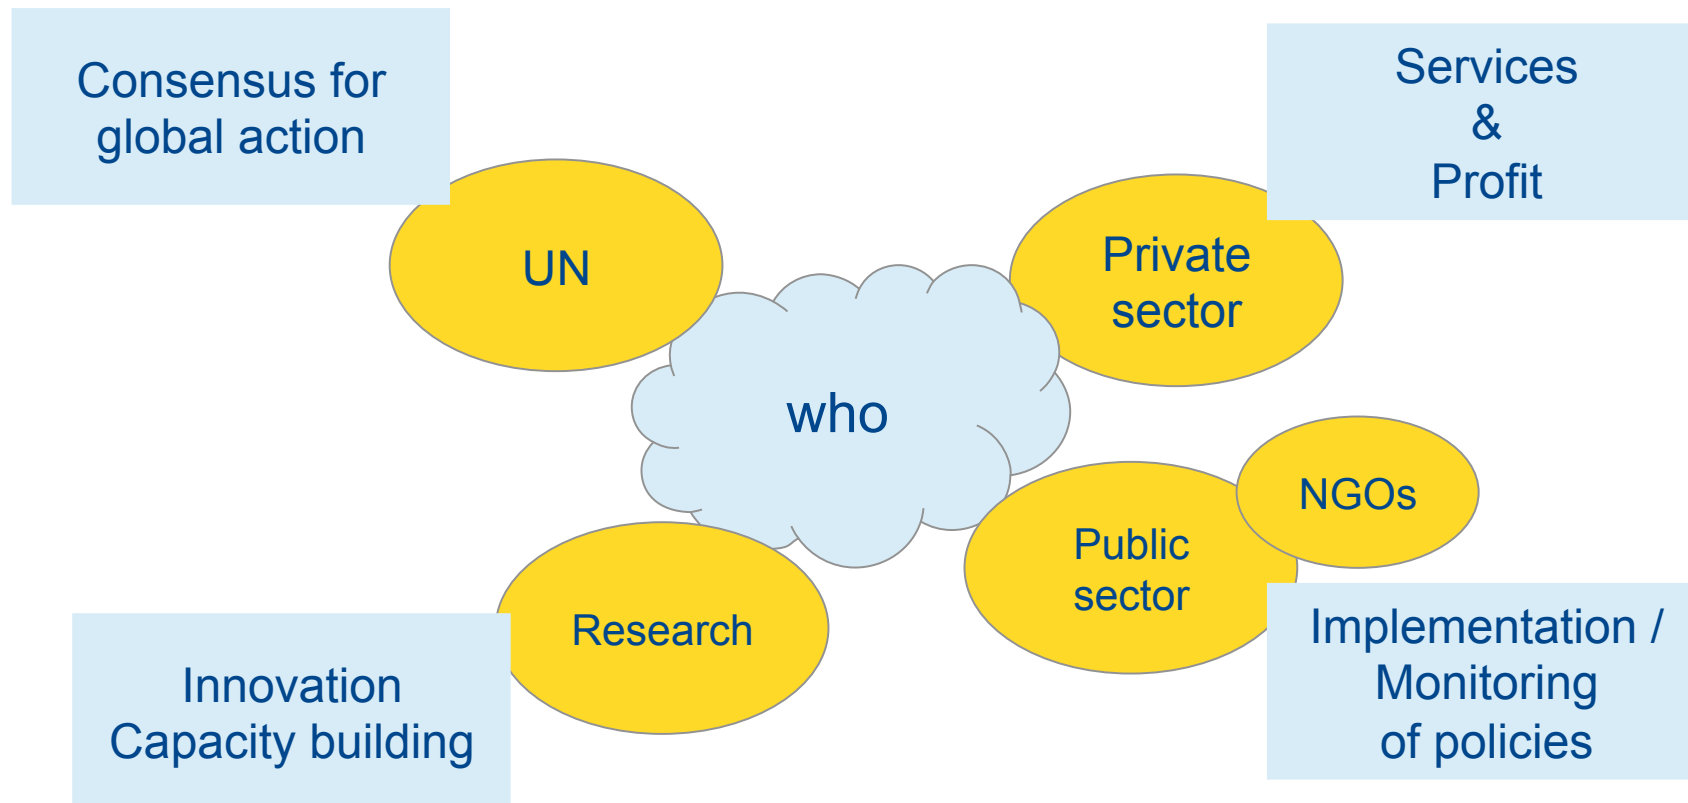 Consensus for
global action
Services
&
Profit
UN
Private
sector
who
NGOs
Public
sector
Research
Implementation /
Monitoring
of policies
Innovation
Capacity building